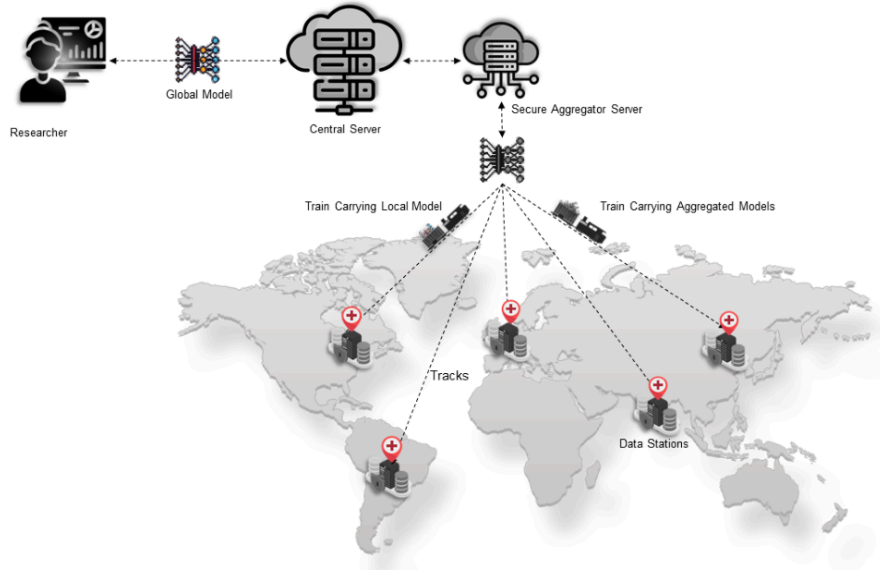 Global Model
Researcher
Central Server
Secure Aggregator Server
Train Carrying Local Model
Train Carrying Aggregated Models
Tracks
Data Stations